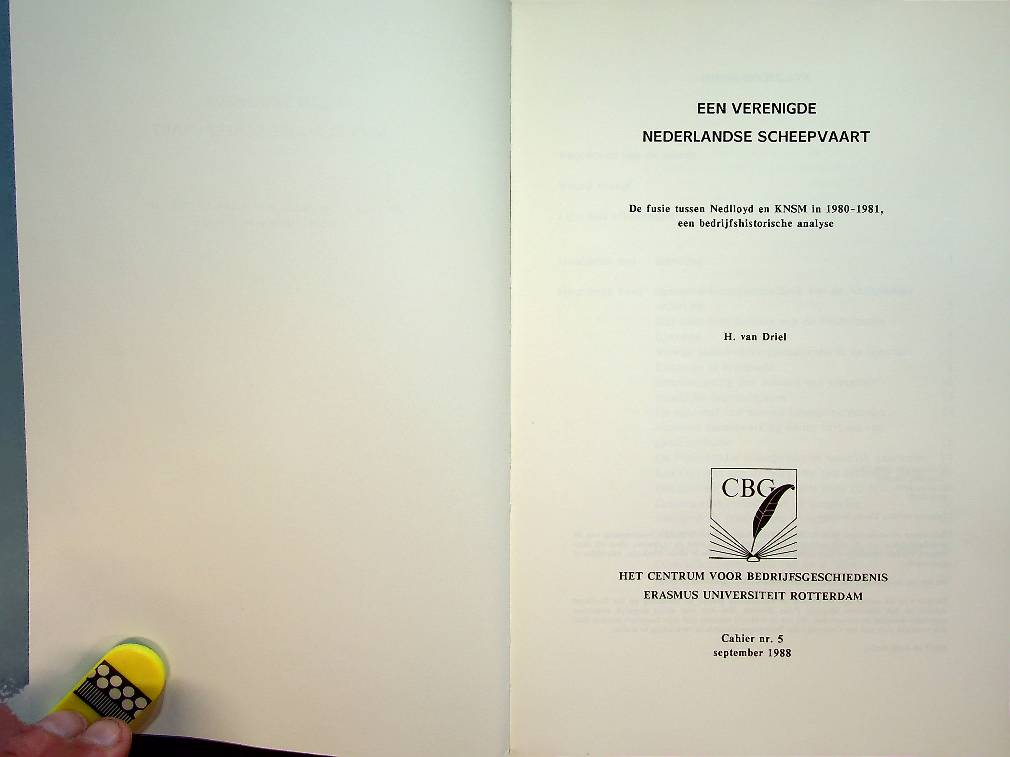 EEN VERENIGDE
NEDERLANDSE SCHEEPVAART
De fusie tussen Nedlloyd en KNSM in 1980-1981,
een bedrijfshistorische analyse
H. van Driel
CBG
HET CENTRUM VOOR BEDRIJFSGESCHIEDENIS
ERASMUS UNIVERSITEIT ROTTERDAM
Cahier nr. 5
september 1988